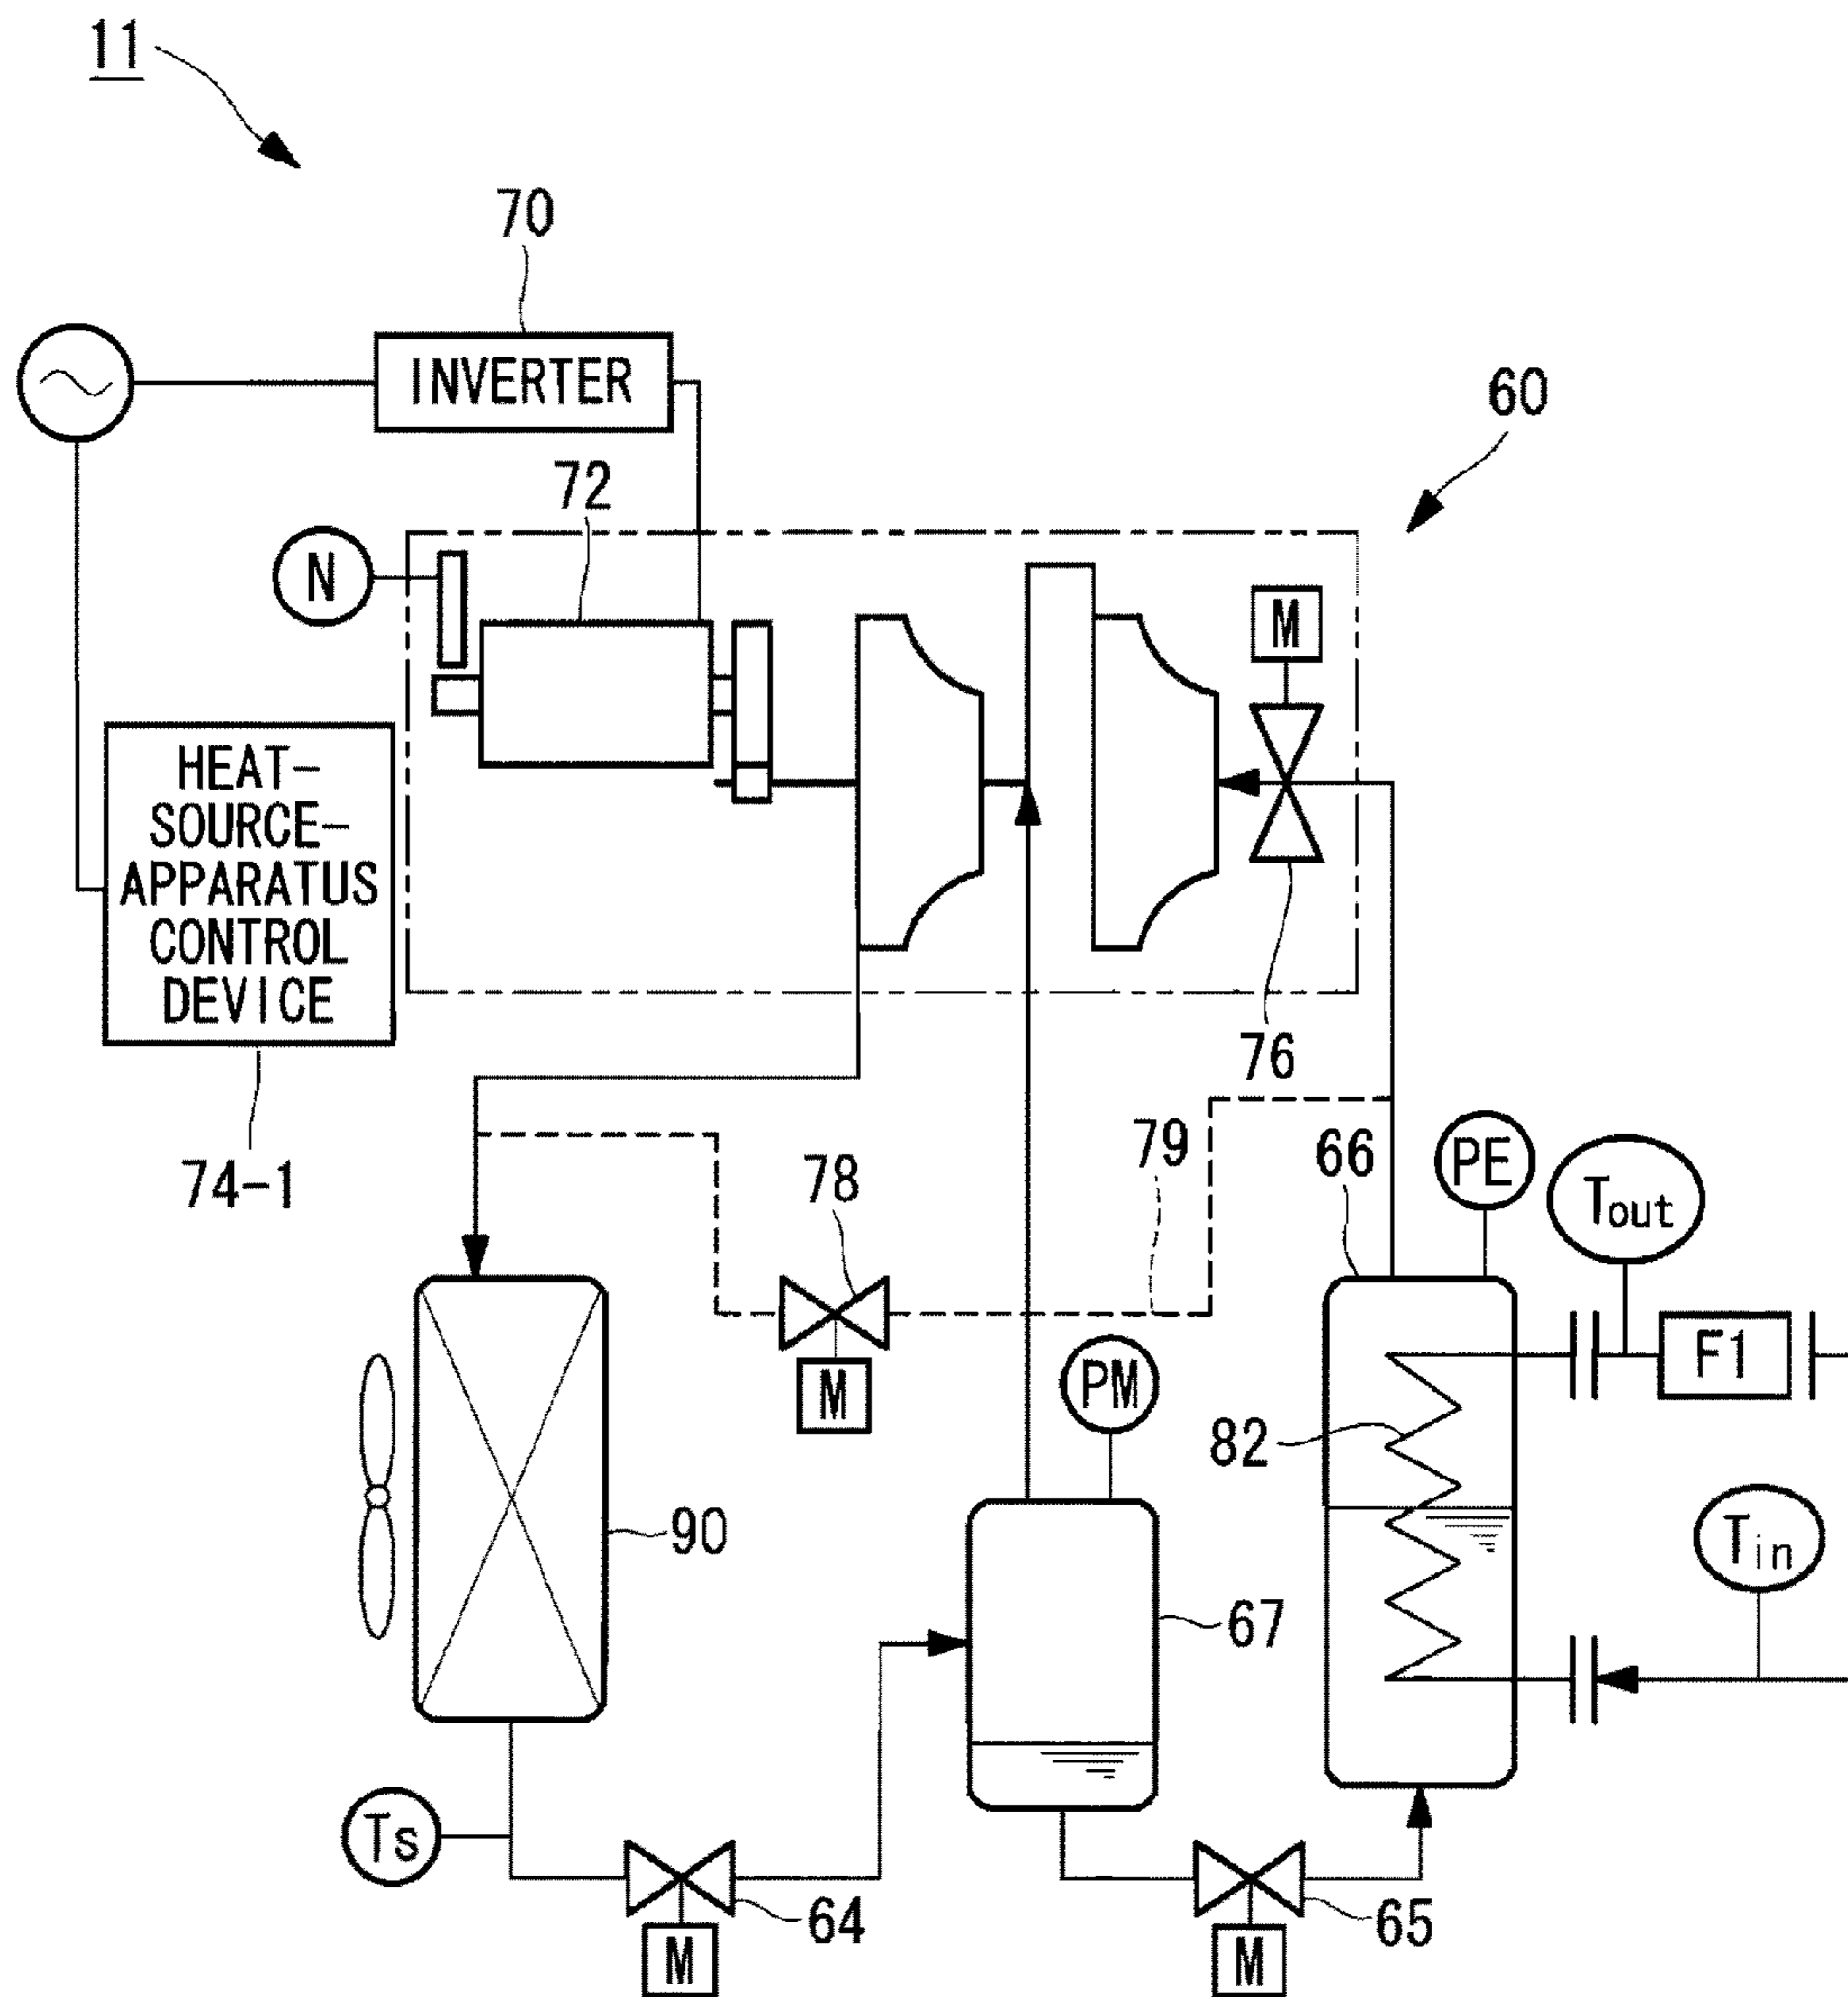 11
70
INVERTER
60
72
N
M
HEAT-
SOURCE-
APPARATUS
CONTROL
DEVICE
76
74-1
78
79
66
PE
Tout
M
PM
F1
82
90
Tin
67
Ts
64
65
M
M